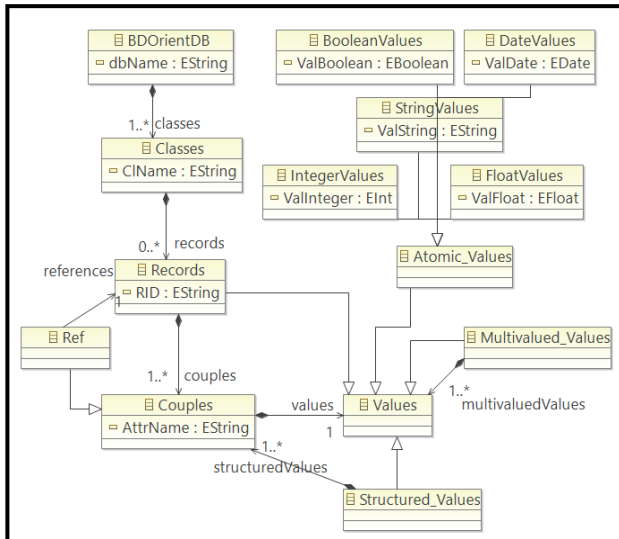 BDOrientDB
dbName : EString
BooleanValues
ValBoolean : EBoolean
DateValues
ValDate : EDate
StringValues
ValString : EString
1..* classes
Classes
ClName : EString
IntegerValues
ValInteger : EInt
FloatValues
ValFloat : EFloat
0..* records
references
Records
RID : EString
1
Atomic_Values
Ref
Multivalued_Values
1..* couples
1..*
multivaluedValues
Couples
AttrName : EString
values
1
Values
1..*
structuredValues
Structured_Values